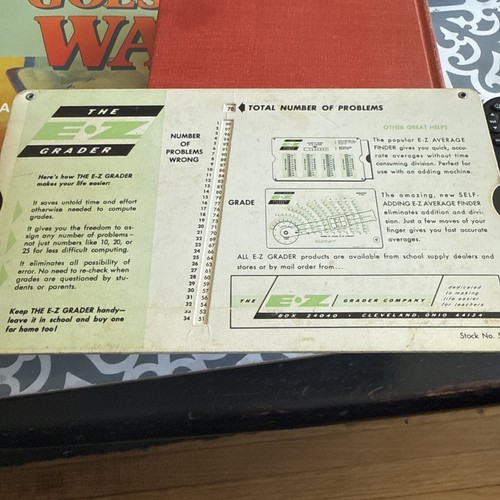 GOES
WA
THE
E-Z
GRADER
Here's how THE E-Z GRADER
makes your life easier:
It saves untold time and effort
otherwise needed to compute
grades.
It gives you the freedom to as-
sign any number of problems—
not just numbers like 10, 20, or
25 for less difficult computing.
It eliminates all possibility of
error. No need to re-check when
grades are questioned by stu-
dents or parents.
Keep THE E-Z GRADER handy—
leave it in school and buy one
for home too!
NUMBER
OF
PROBLEMS
WRONG
TOTAL NUMBER OF PROBLEMS
GRADE
OTHER GREAT HELPS
The popular E-Z AVERAGE
FINDER gives you quick, accu-
rate averages without time
consuming division. Perfect for
use with an adding machine.
The amazing, new SELF-
ADDING E-Z AVERAGE FINDER
eliminates addition and divi-
sion. Just a few moves of your
finger gives you fast accurate
averages.
ALL E-Z GRADER products are available from school supply dealers and
stores or by mail order from...
THE E-Z GRADER COMPANY
dedicated
to making
life easier
for teachers
BOX 24040 • CLEVELAND, OHIO 44124
Stock No.